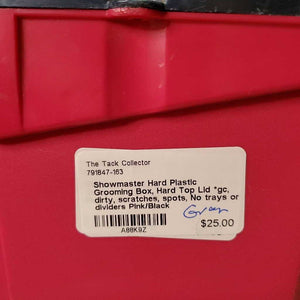 The Tack Collector
791847-163
Showmaster Hard Plastic
Grooming Box, Hard Top Lid *gc,
dirty, scratches, spots, No trays or
dividers Pink/Black
Green
$25.00
A88K9Z